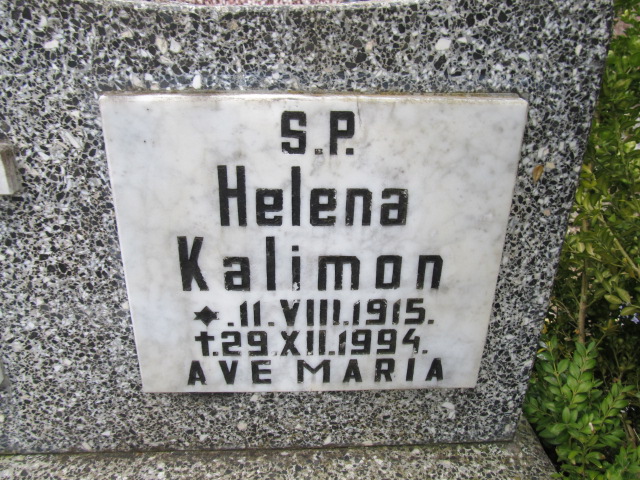 S.P.
Helena
Kalimon
✦.11.VIII.1915.
†.29.XII.1994.
AVE MARIA